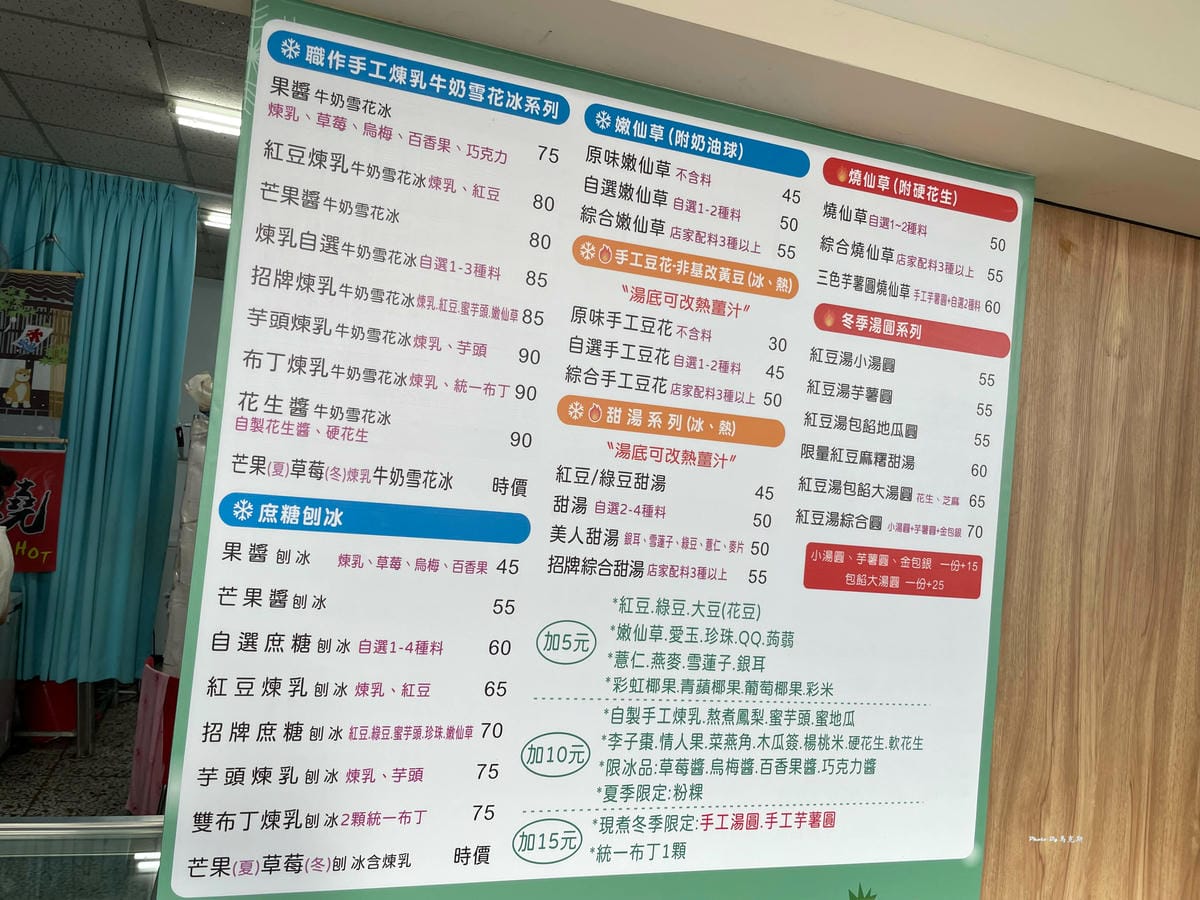 職作手工煉乳牛奶雪花冰系列
果醬 牛奶雪花冰
煉乳、草莓、烏梅、百香果、巧克力 75
紅豆煉乳牛奶雪花冰煉乳、紅豆 80
芒果醬 牛奶雪花冰 80
煉乳自選牛奶雪花冰自選1-3種料 85
招牌煉乳牛奶雪花冰煉乳.紅豆.蜜芋頭.嫩仙草 85
芋頭煉乳 牛奶雪花冰煉乳、芋頭 90
布丁煉乳牛奶雪花冰煉乳、統一布丁 90
花生醬 牛奶雪花冰
自製花生醬、硬花生 90
芒果(夏)草莓(冬)煉乳牛奶雪花冰 時價
庶糖刨冰
果醬 刨冰 煉乳、草莓、烏梅、百香果 45
芒果醬 刨冰 55
自選庶糖 刨冰 自選1-4種料 60
紅豆煉乳 刨冰 煉乳、紅豆 65
招牌庶糖 刨冰 紅豆.綠豆.蜜芋頭.珍珠.嫩仙草 70
芋頭煉乳 刨冰 煉乳、芋頭 75
雙布丁煉乳 刨冰 2顆統一布丁 75
芒果(夏)草莓(冬) 刨冰 含煉乳 時價
嫩仙草(附奶油球)
原味嫩仙草 不含料 45
自選嫩仙草 自選1-2種料 50
綜合嫩仙草 店家配料3種以上 55
手工豆花-非基改黃豆(冰、熱)
〝湯底可改熱薑汁〞
原味手工豆花 不含料 30
自選手工豆花 自選1-2種料 45
綜合手工豆花 店家配料3種以上 50
甜湯系列(冰、熱)
〝湯底可改熱薑汁〞
紅豆/綠豆甜湯 45
甜湯 自選2-4種料 50
美人甜湯 銀耳、雪蓮子、綠豆、薏仁、麥片 50
招牌綜合甜湯 店家配料3種以上 55
燒仙草(附硬花生)
燒仙草自選1~2種料 50
綜合燒仙草 店家配料3種以上 55
三色芋薯圓燒仙草 手工芋薯圓+自選2種料 60
冬季湯圓系列
紅豆湯小湯圓 55
紅豆湯芋薯圓 55
紅豆湯包餡地瓜圓 55
限量紅豆麻糬甜湯 60
紅豆湯包餡大湯圓 花生、芝麻 65
紅豆湯綜合圓 小湯圓+芋薯圓+金包銀 70
小湯圓、芋薯圓、金包銀 一份+15
包餡大湯圓 一份+25
加5元
*紅豆.綠豆.大豆(花豆)
*嫩仙草.愛玉.珍珠.QQ.蒟蒻
*薏仁.燕麥.雪蓮子.銀耳
*彩虹椰果.青蘋椰果.葡萄椰果.彩米
加10元
*自製手工煉乳.熬煮鳳梨.蜜芋頭.蜜地瓜
*李子棗.情人果.菜燕角.木瓜簽.楊桃米.硬花生.軟花生
*限冰品:草莓醬.烏梅醬.百香果醬.巧克力醬
*夏季限定:粉粿
加15元
*現煮冬季限定:手工湯圓.手工芋薯圓
*統一布丁1顆
燒
HOT
Photo By 馬克斯